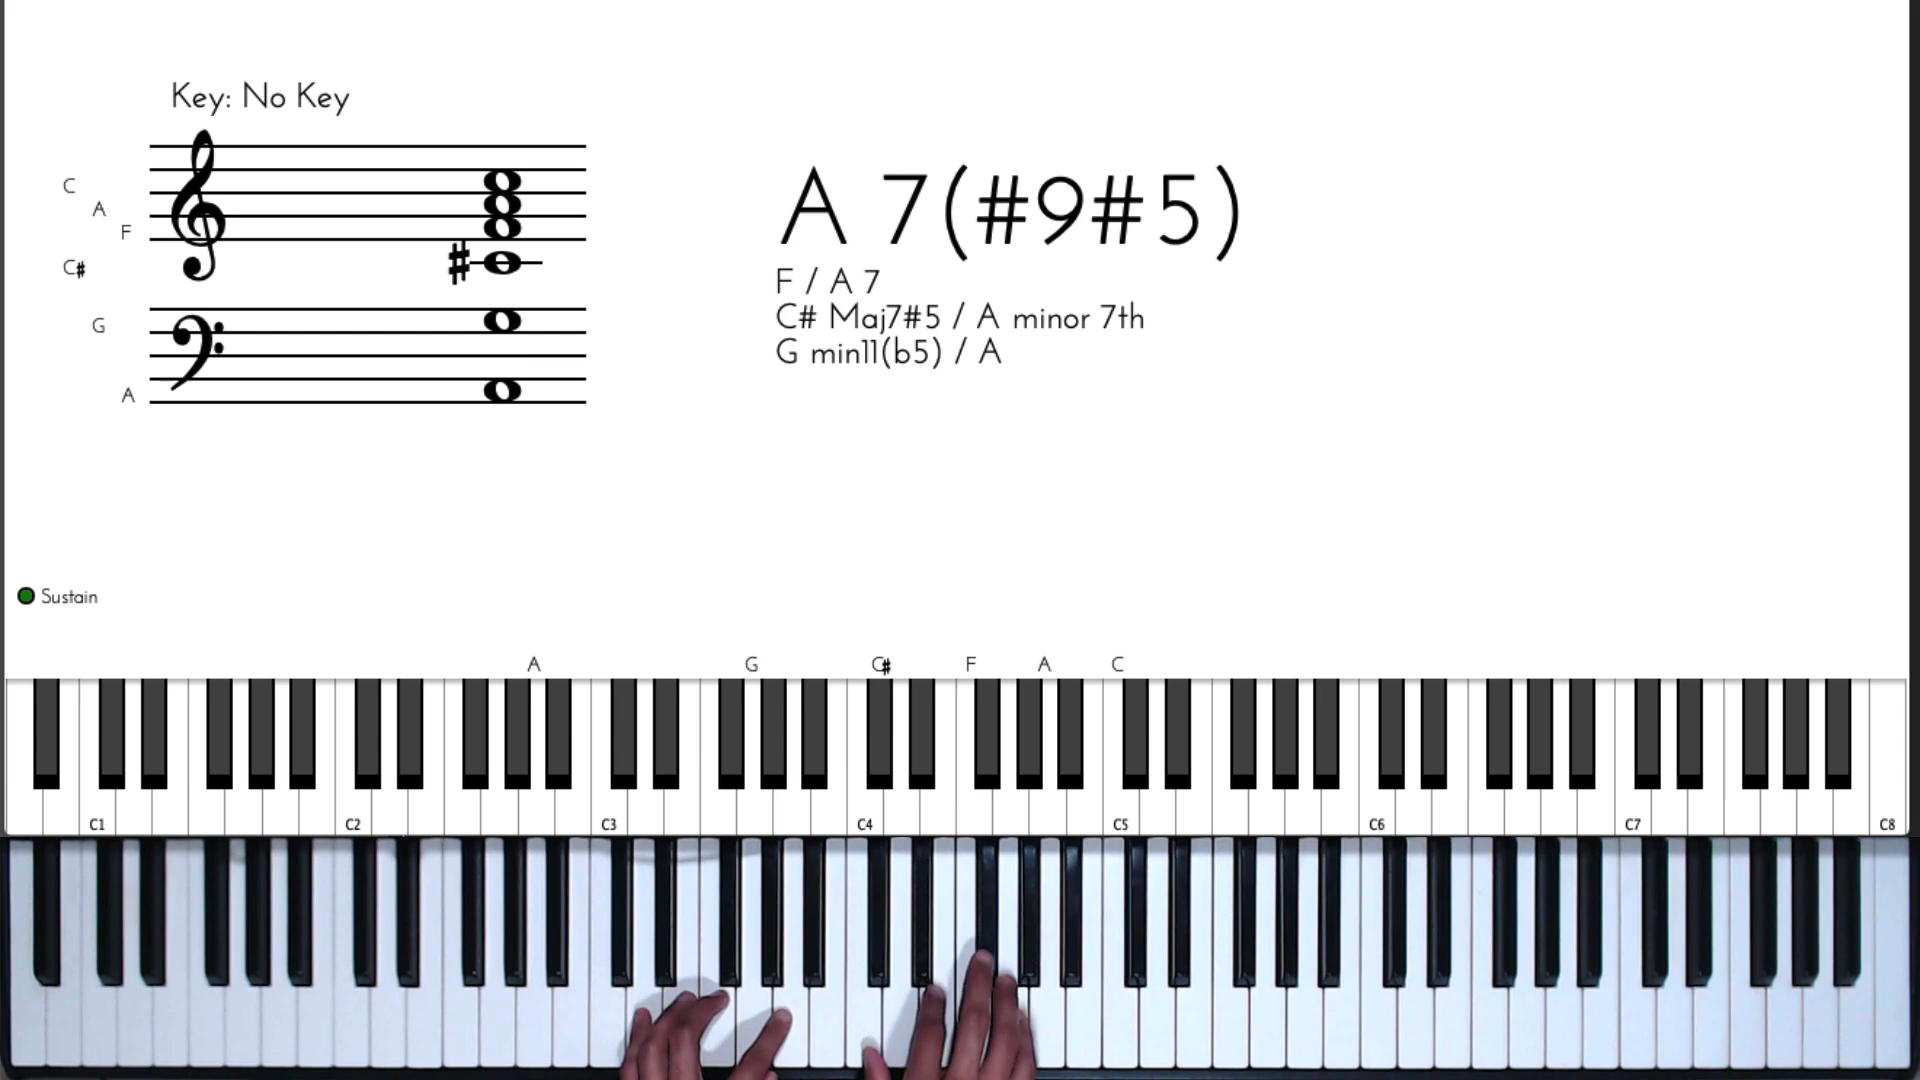 Key: No Key
C
A
F
C#
G
A
A 7(#9#5)
F / A 7
C# Maj7#5 / A minor 7th
G min11(b5) / A
Sustain
A G C# F A C
C1 C2 C3 C4 C5 C6 C7 C8